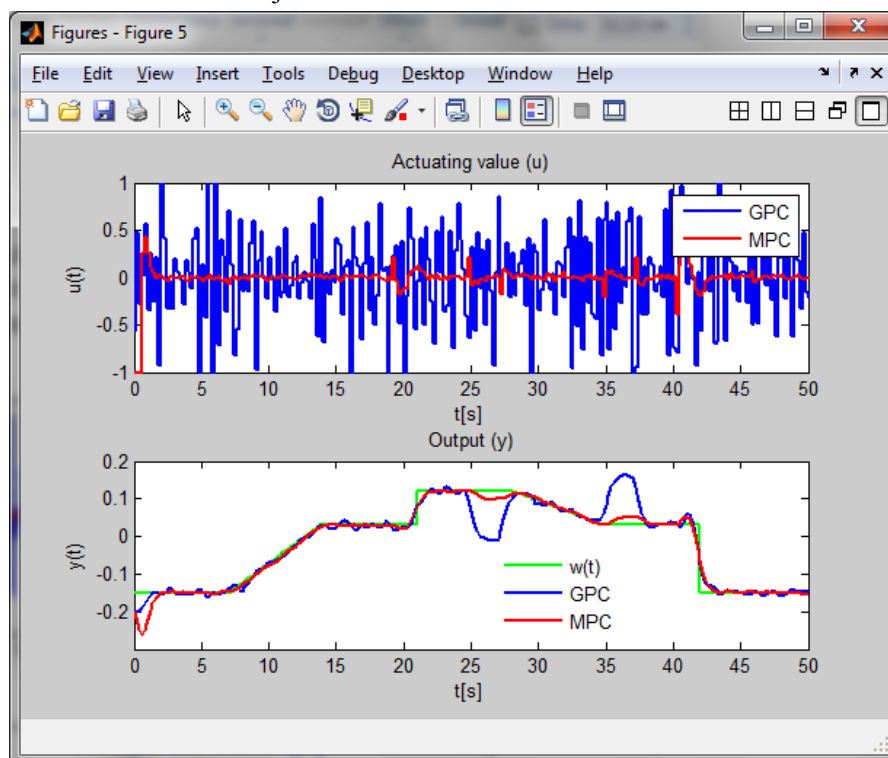 Figures - Figure 5
File Edit View Insert Tools Debug Desktop Window Help
Actuating value (u)
1
0.5
0
-0.5
-1
u(t)
GPC
MPC
0 5 10 15 20 25 30 35 40 45 50
t[s]
Output (y)
0.2
0.1
0
-0.1
-0.2
y(t)
w(t)
GPC
MPC
0 5 10 15 20 25 30 35 40 45 50
t[s]